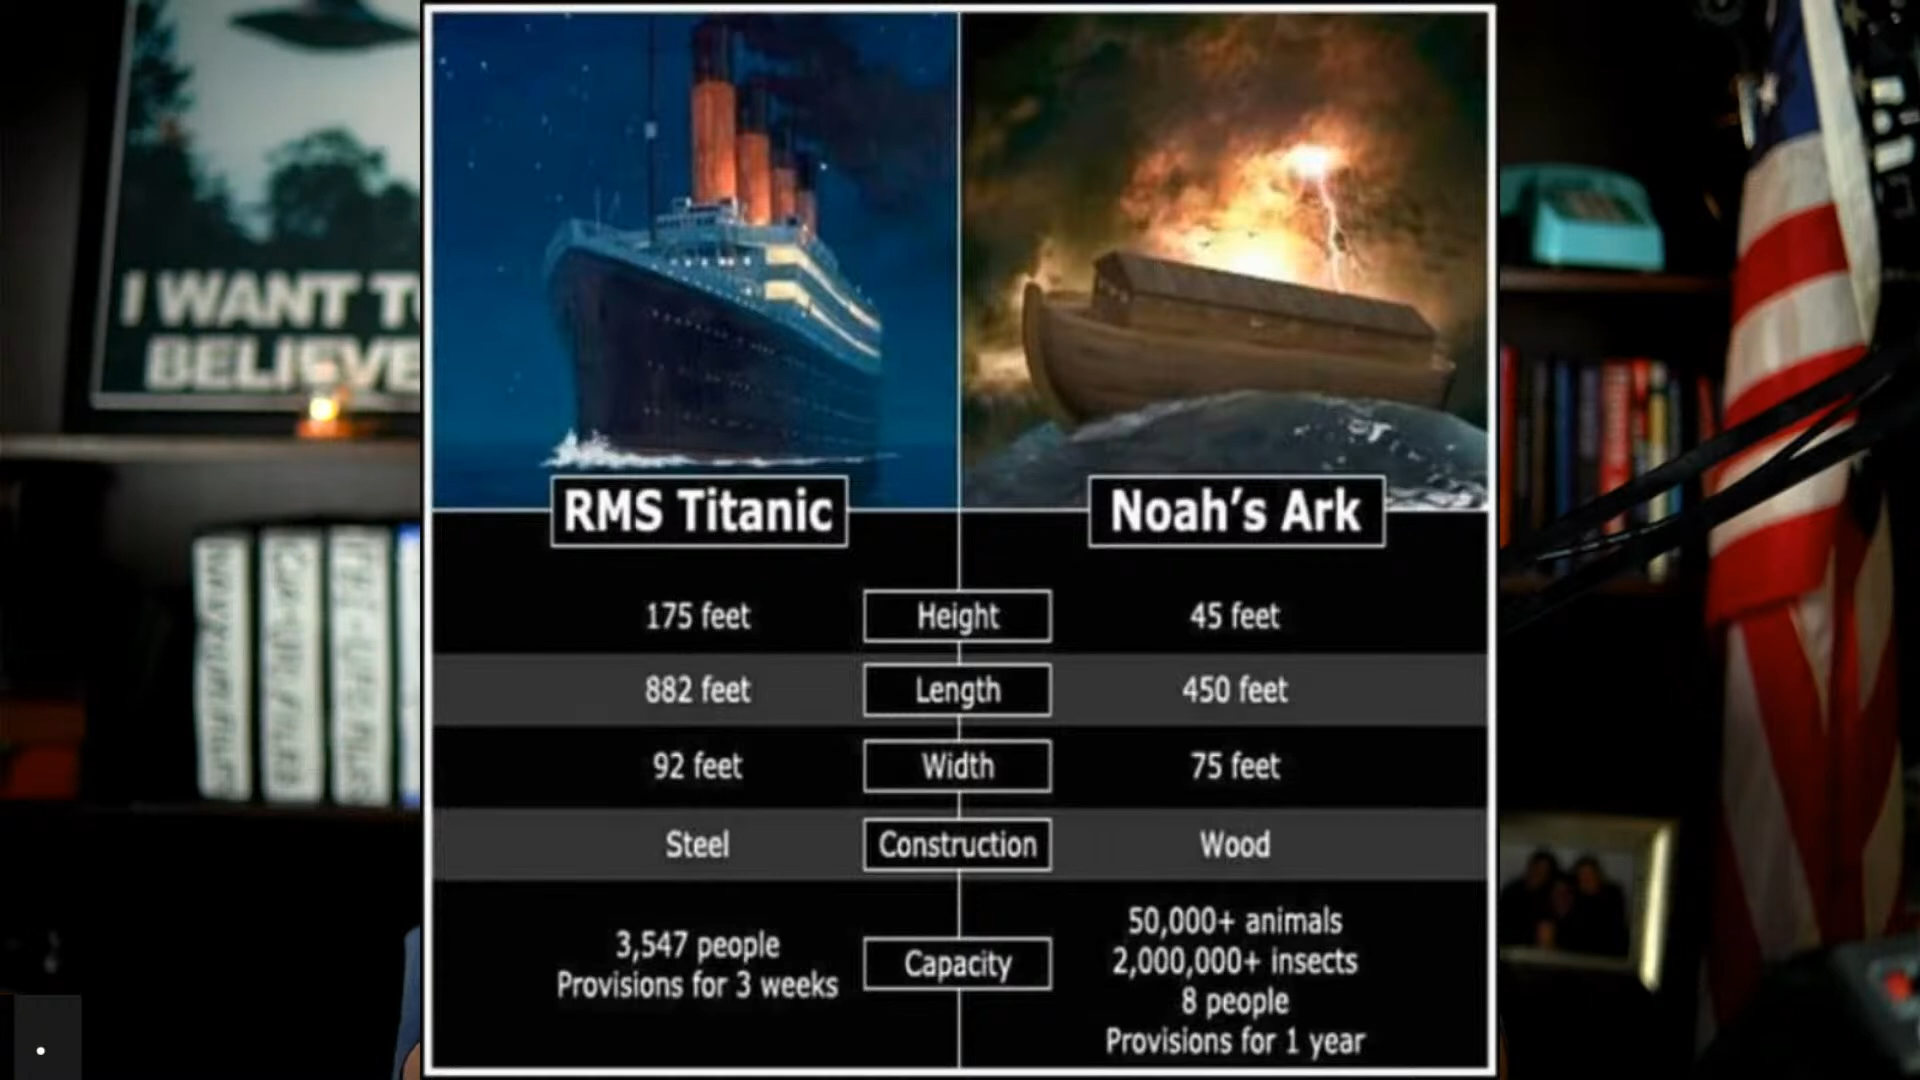 I WANT TO
BELIEVE
RMS Titanic
Noah's Ark
175 feet
Height
45 feet
882 feet
Length
450 feet
92 feet
Width
75 feet
Steel
Construction
Wood
3,547 people
Provisions for 3 weeks
Capacity
50,000+ animals
2,000,000+ insects
8 people
Provisions for 1 year